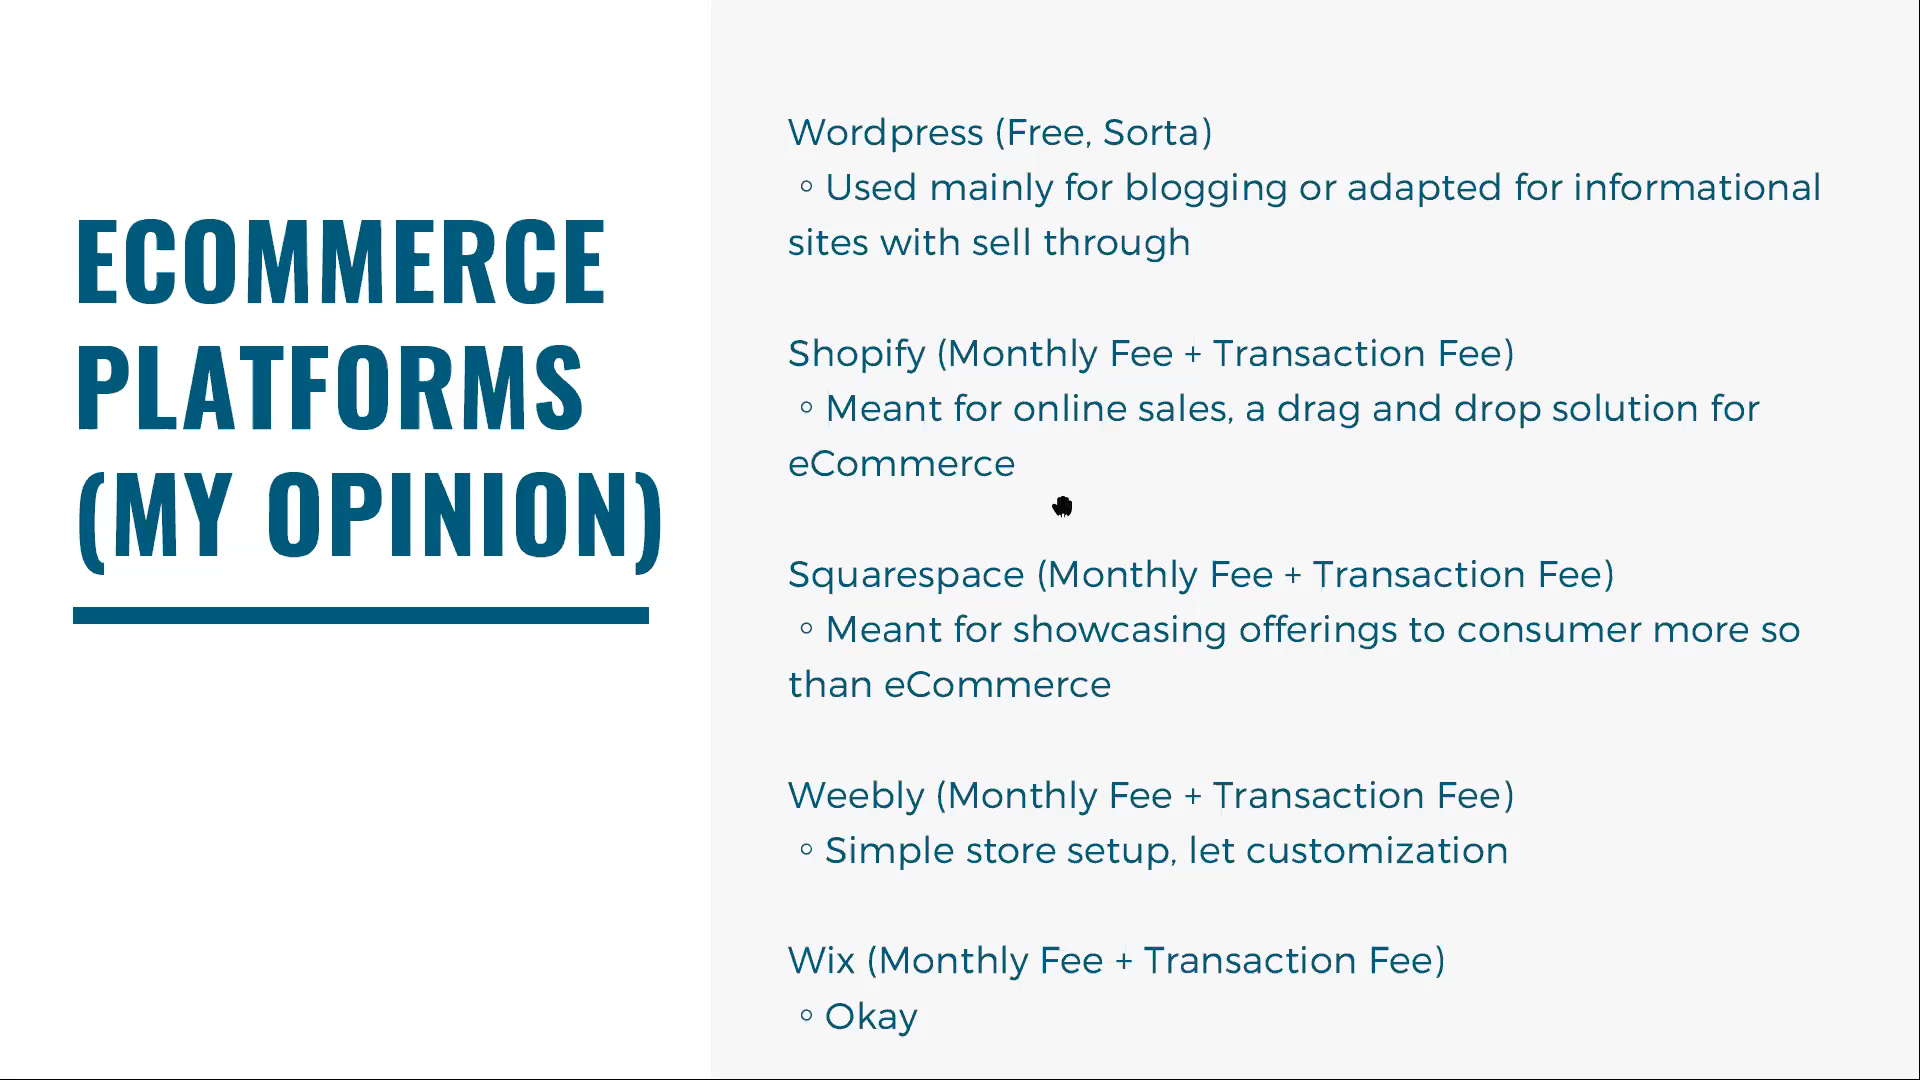 ECOMMERCE
PLATFORMS
(MY OPINION)
Wordpress (Free, Sorta)
◦ Used mainly for blogging or adapted for informational
sites with sell through
Shopify (Monthly Fee + Transaction Fee)
◦ Meant for online sales, a drag and drop solution for
eCommerce
Squarespace (Monthly Fee + Transaction Fee)
◦ Meant for showcasing offerings to consumer more so
than eCommerce
Weebly (Monthly Fee + Transaction Fee)
◦ Simple store setup, let customization
Wix (Monthly Fee + Transaction Fee)
◦ Okay